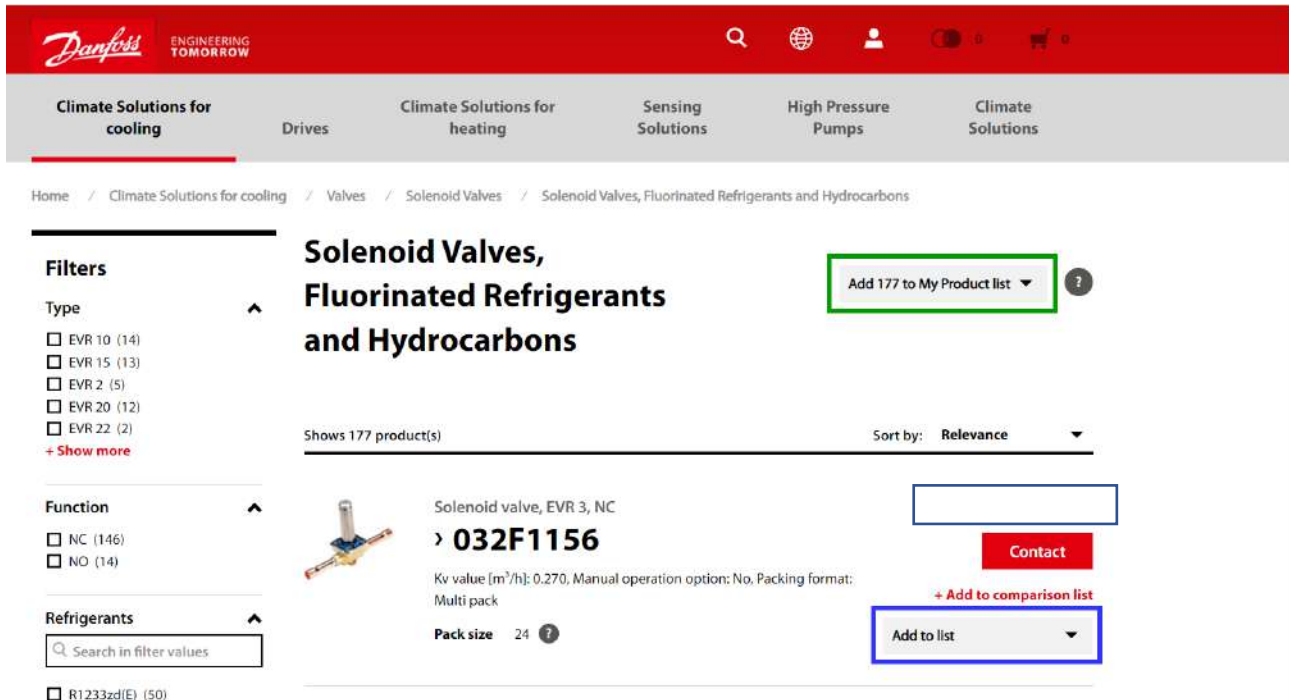 Danfoss
ENGINEERING
TOMORROW
0
0
Climate Solutions for
cooling
Drives
Climate Solutions for
heating
Sensing
Solutions
High Pressure
Pumps
Climate
Solutions
Home / Climate Solutions for cooling / Valves / Solenoid Valves / Solenoid Valves, Fluorinated Refrigerants and Hydrocarbons
Filters
Type
EVR 10 (14)
EVR 15 (13)
EVR 2 (5)
EVR 20 (12)
EVR 22 (2)
+ Show more
Function
NC (146)
NO (14)
Refrigerants
Search in filter values
R1233zd(E) (50)
Solenoid Valves,
Fluorinated Refrigerants
and Hydrocarbons
Add 177 to My Product list
?
Shows 177 product(s)
Sort by: Relevance
Solenoid valve, EVR 3, NC
› 032F1156
Kv value [m³/h]: 0.270, Manual operation option: No, Packing format:
Multi pack
Pack size 24 ?
Contact
+ Add to comparison list
Add to list